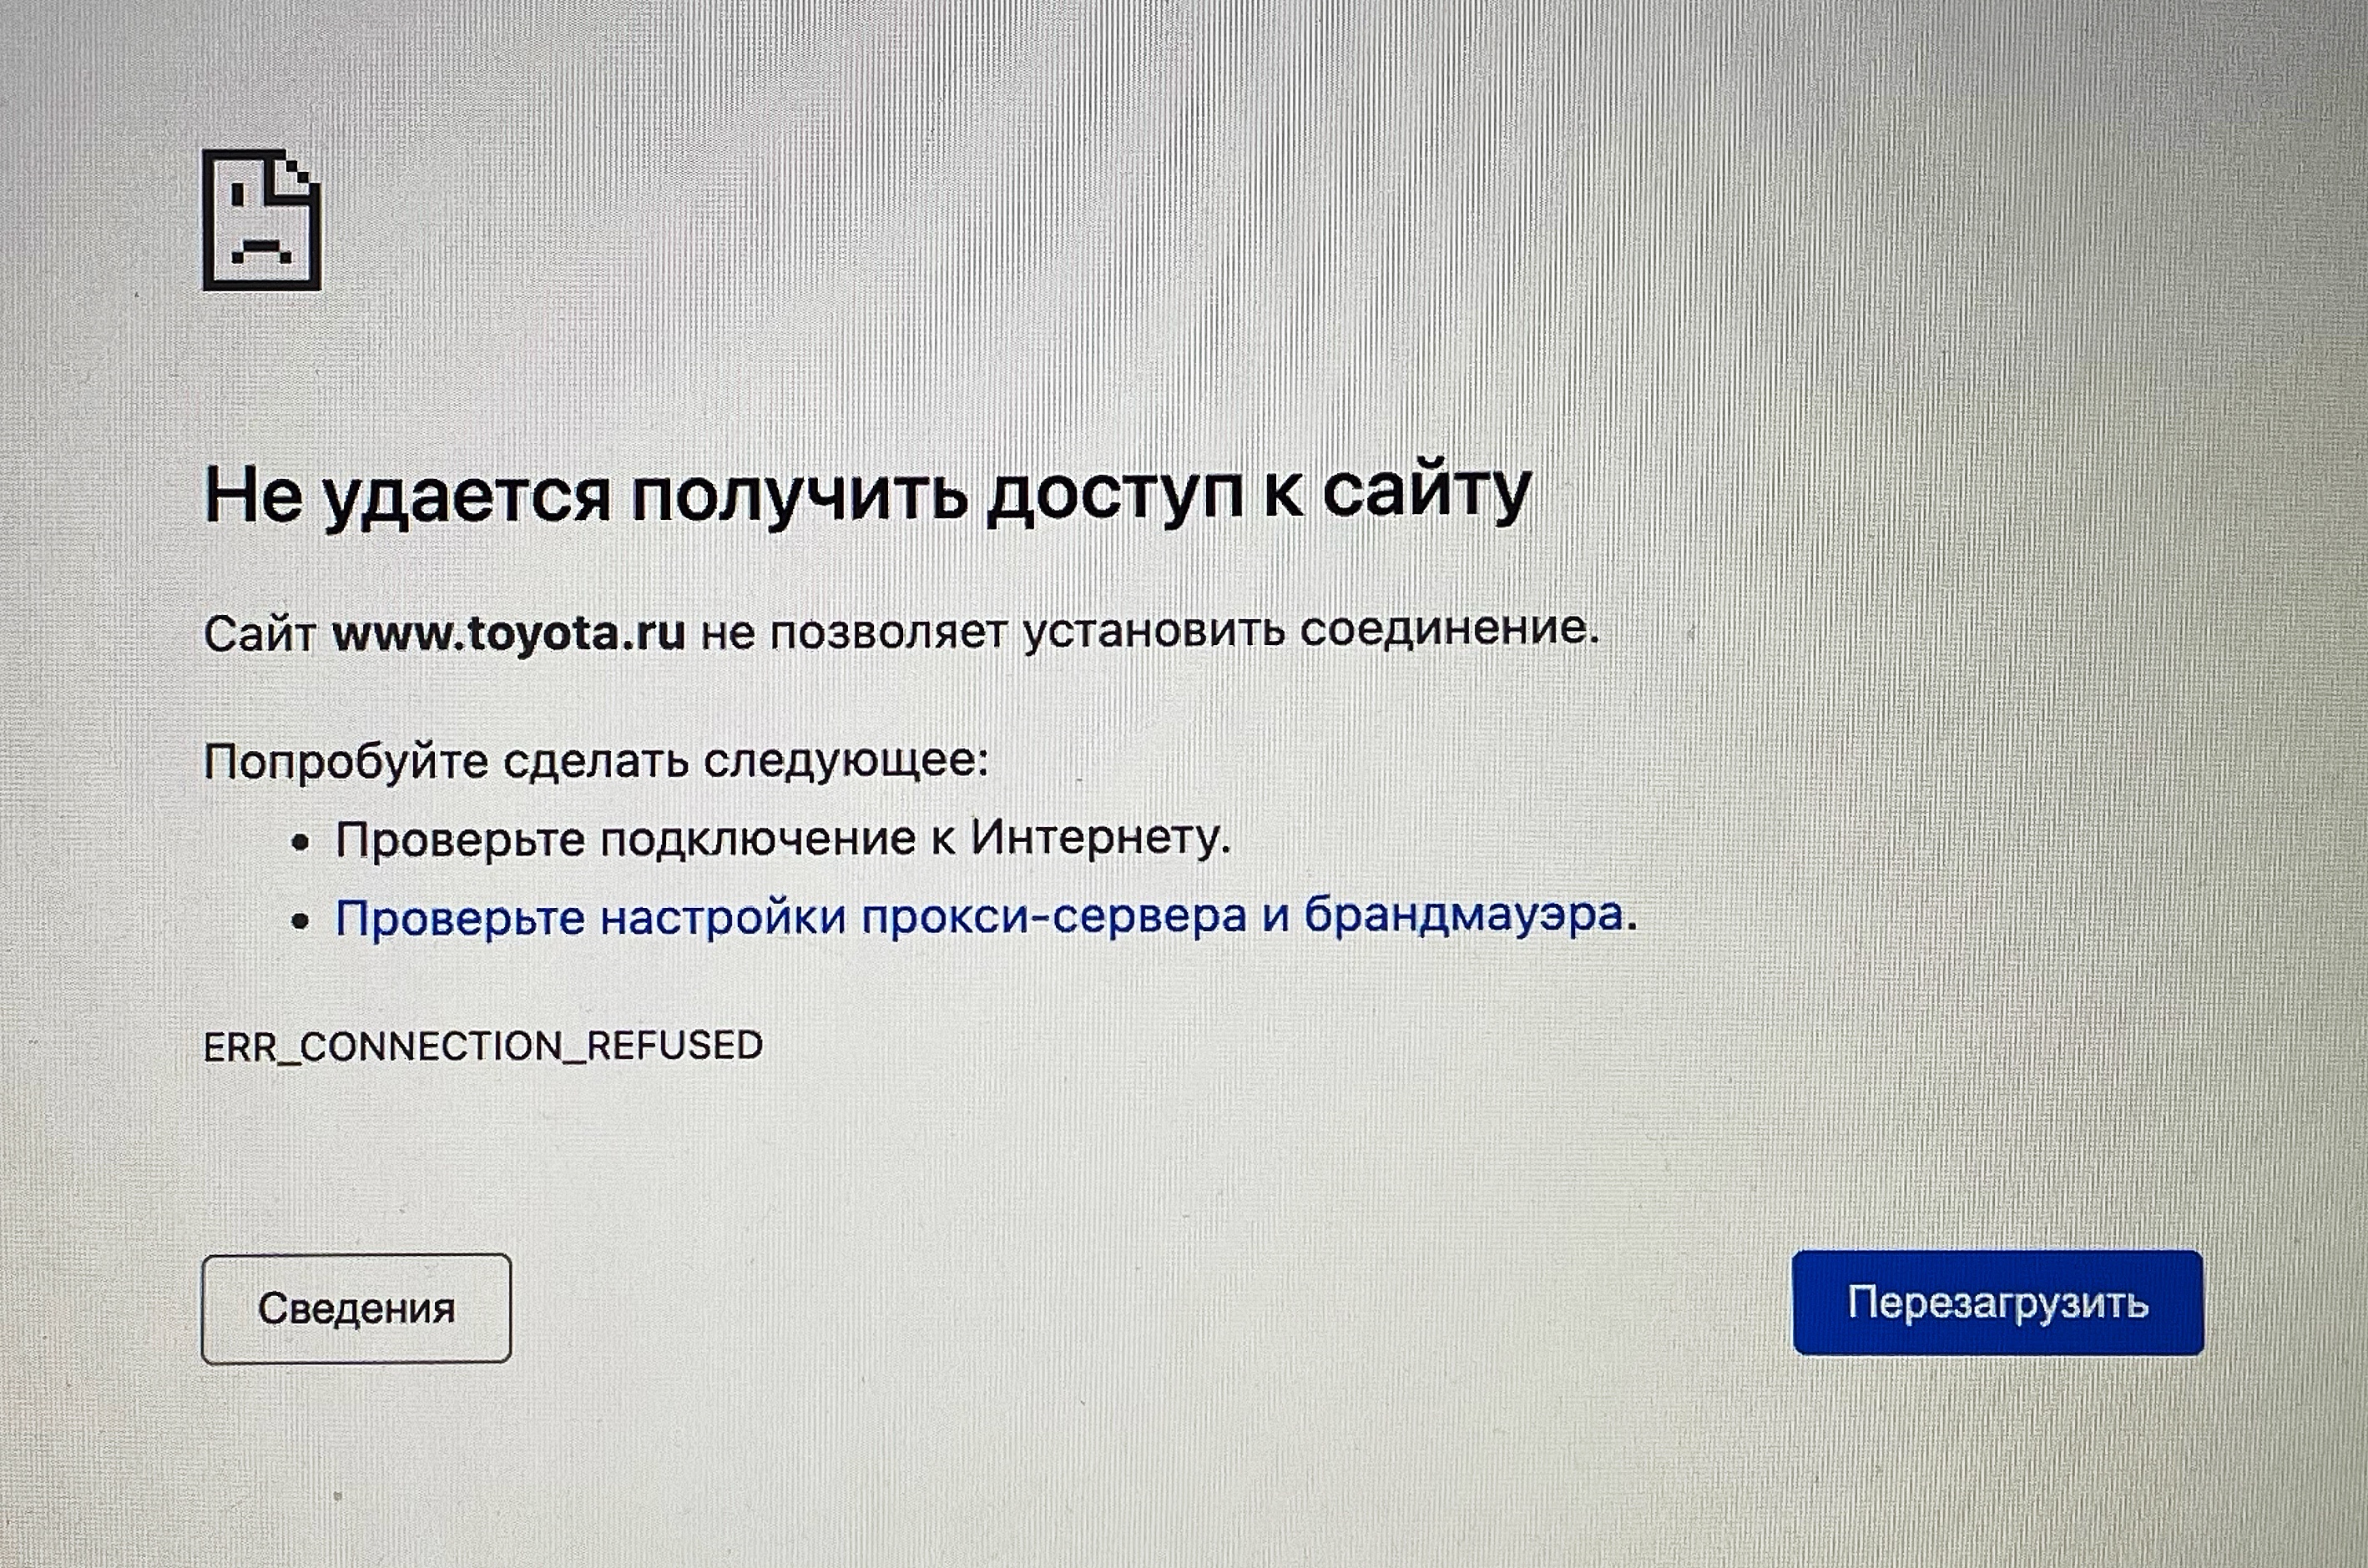 Не удается получить доступ к сайту
Сайт www.toyota.ru не позволяет установить соединение.
Попробуйте сделать следующее:
• Проверьте подключение к Интернету.
• Проверьте настройки прокси-сервера и брандмауэра.
ERR_CONNECTION_REFUSED
Сведения
Перезагрузить